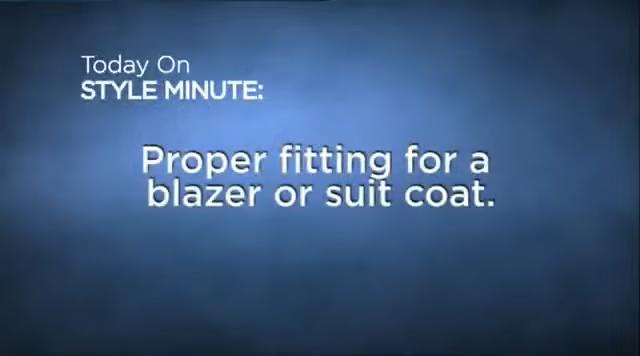 Today On
STYLE MINUTE:
Proper fitting for a
blazer or suit coat.